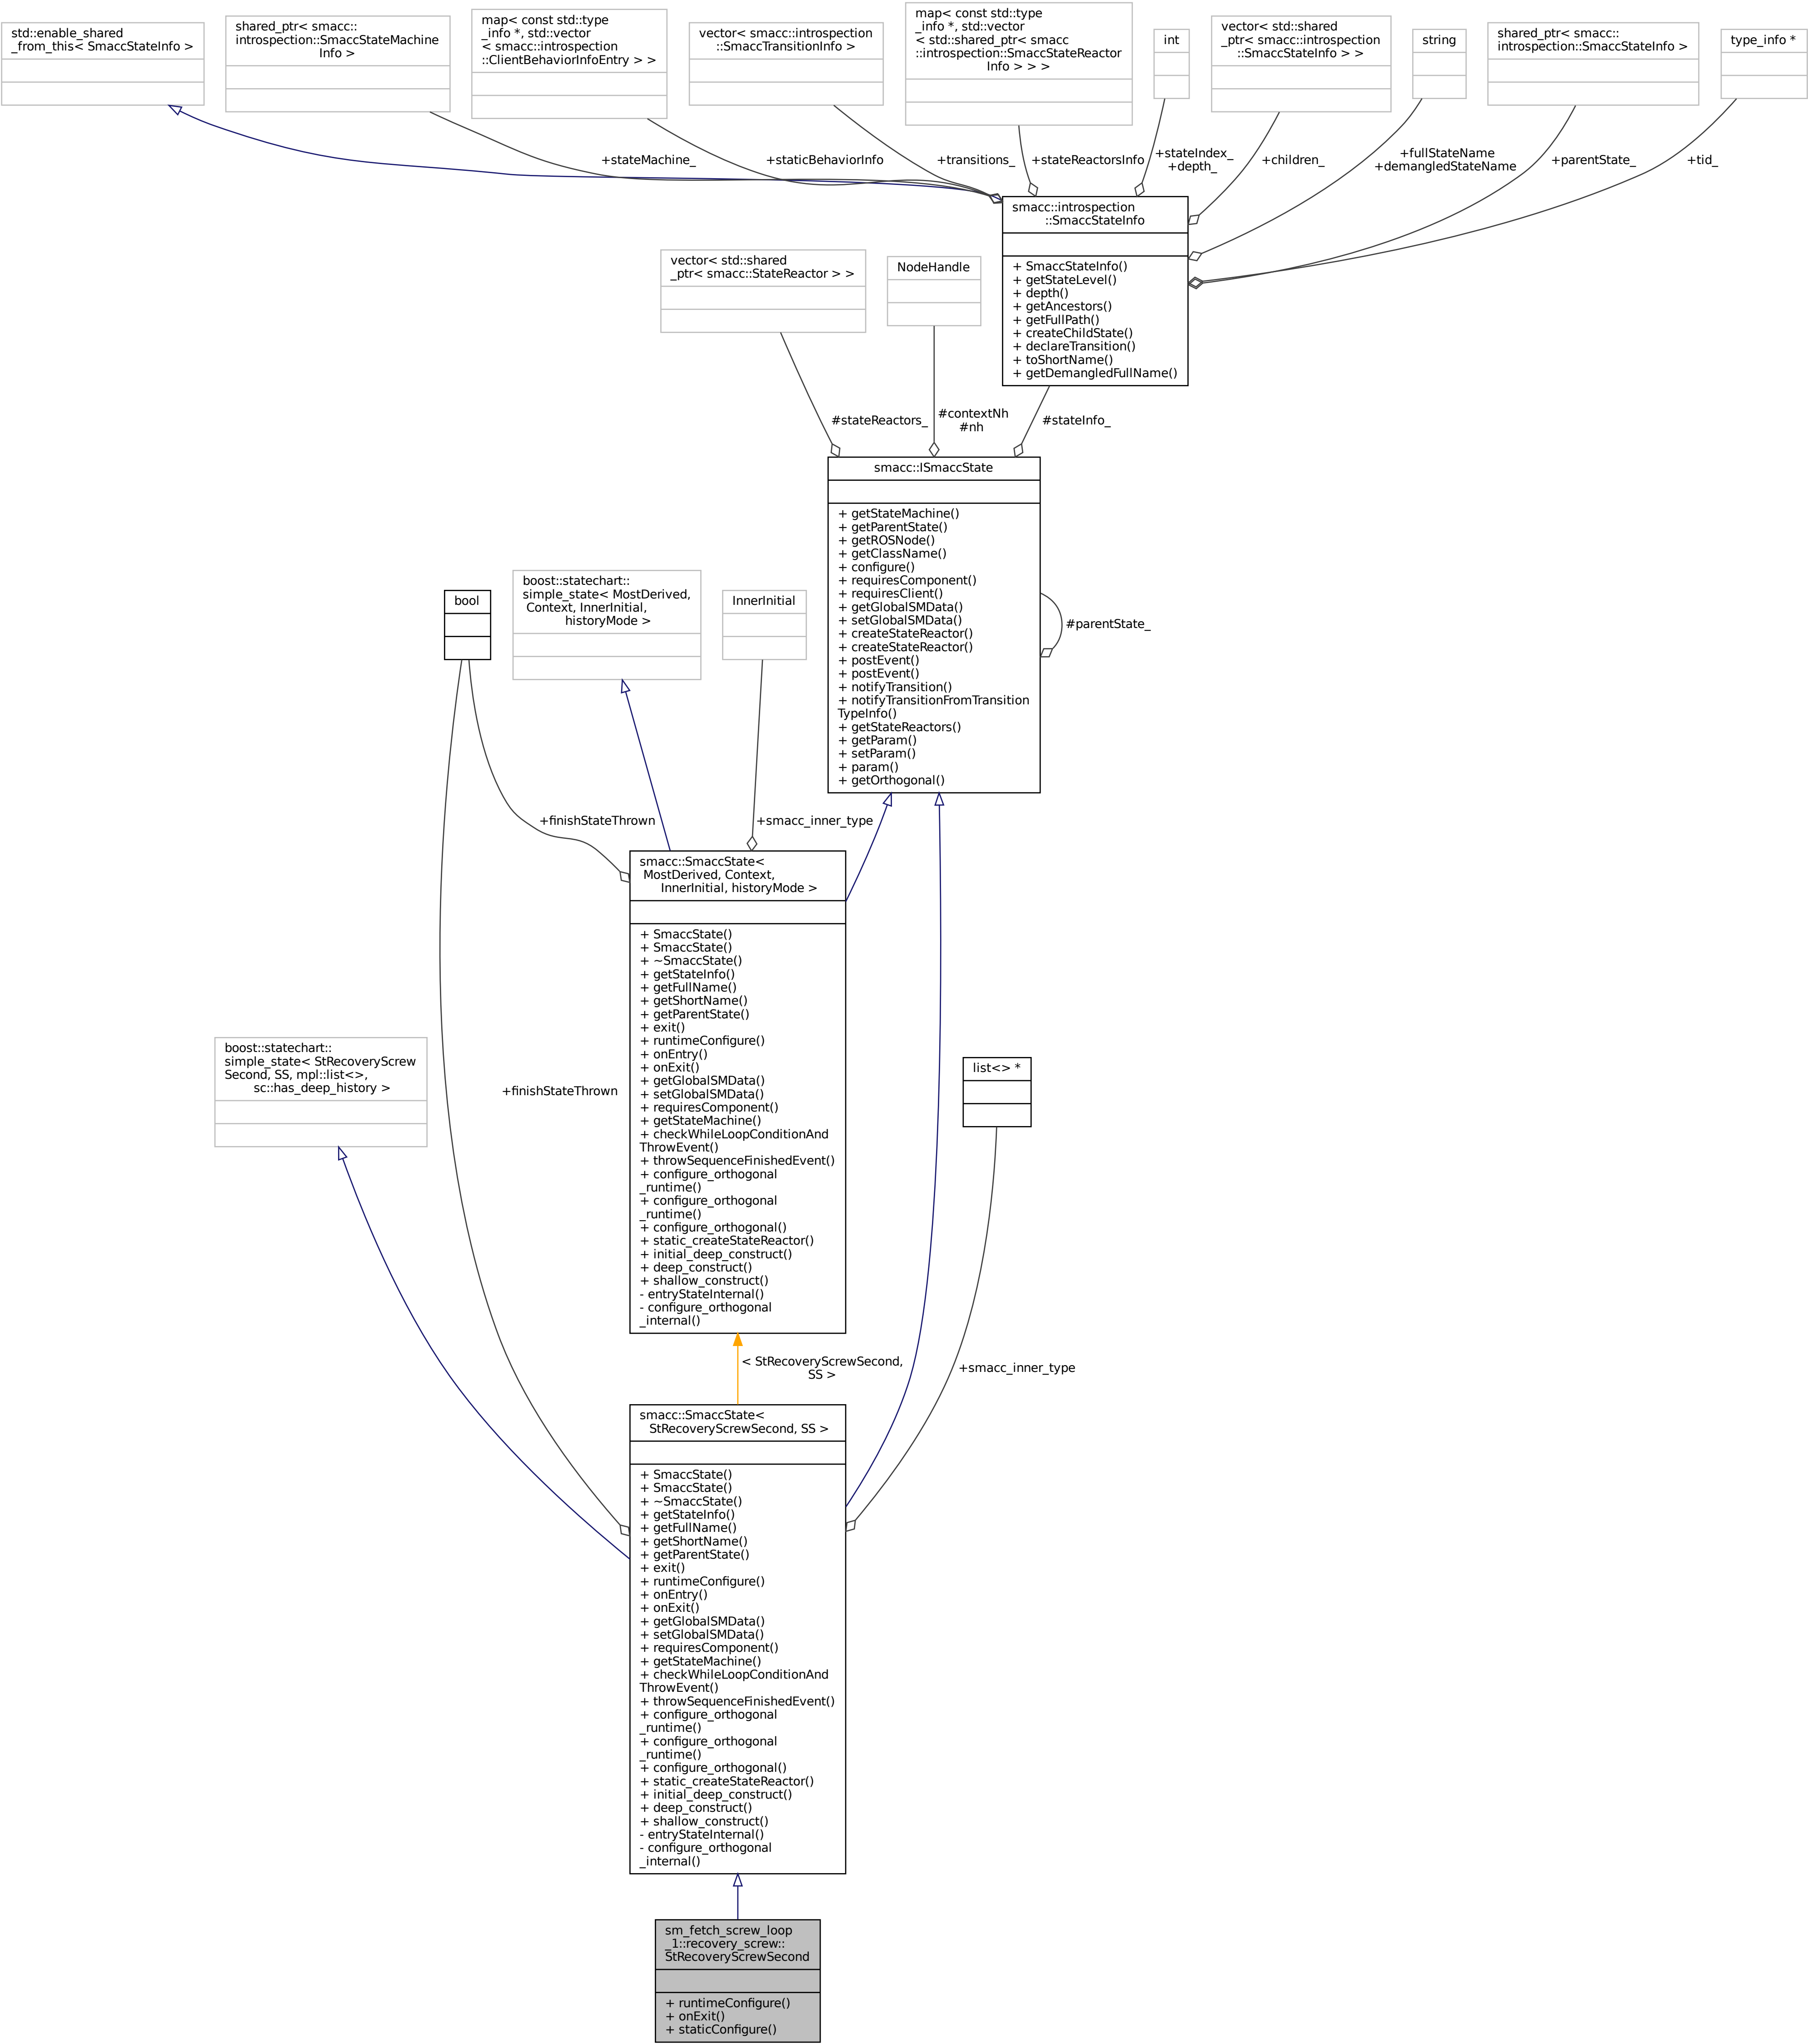 std::enable_shared
_from_this< SmaccStateInfo >
shared_ptr< smacc::
introspection::SmaccStateMachine
Info >
map< const std::type
_info *, std::vector
< smacc::introspection
::ClientBehaviorInfoEntry > >
vector< smacc::introspection
::SmaccTransitionInfo >
map< const std::type
_info *, std::vector
< std::shared_ptr< smacc
::introspection::SmaccStateReactor
Info > > >
int
vector< std::shared
_ptr< smacc::introspection
::SmaccStateInfo > >
string
shared_ptr< smacc::
introspection::SmaccStateInfo >
type_info *
+stateMachine_
+staticBehaviorInfo
+transitions_
+stateReactorsInfo
+stateIndex_
+depth_
+children_
+fullStateName
+demangledStateName
+parentState_
+tid_
smacc::introspection
::SmaccStateInfo
+ SmaccStateInfo()
+ getStateLevel()
+ depth()
+ getAncestors()
+ getFullPath()
+ createChildState()
+ declareTransition()
+ toShortName()
+ getDemangledFullName()
vector< std::shared
_ptr< smacc::StateReactor > >
NodeHandle
#stateReactors_
#contextNh
#nh
#stateInfo_
smacc::ISmaccState
+ getStateMachine()
+ getParentState()
+ getROSNode()
+ getClassName()
+ configure()
+ requiresComponent()
+ requiresClient()
+ getGlobalSMData()
+ setGlobalSMData()
+ createStateReactor()
+ createStateReactor()
+ postEvent()
+ postEvent()
+ notifyTransition()
+ notifyTransitionFromTransition
TypeInfo()
+ getStateReactors()
+ getParam()
+ setParam()
+ param()
+ getOrthogonal()
#parentState_
bool
boost::statechart::
simple_state< MostDerived,
Context, InnerInitial,
historyMode >
InnerInitial
+finishStateThrown
+smacc_inner_type
smacc::SmaccState<
MostDerived, Context,
InnerInitial, historyMode >
+ SmaccState()
+ SmaccState()
+ ~SmaccState()
+ getStateInfo()
+ getFullName()
+ getShortName()
+ getParentState()
+ exit()
+ runtimeConfigure()
+ onEntry()
+ onExit()
+ getGlobalSMData()
+ setGlobalSMData()
+ requiresComponent()
+ getStateMachine()
+ checkWhileLoopConditionAnd
ThrowEvent()
+ throwSequenceFinishedEvent()
+ configure_orthogonal
_runtime()
+ configure_orthogonal
_runtime()
+ configure_orthogonal()
+ static_createStateReactor()
+ initial_deep_construct()
+ deep_construct()
+ shallow_construct()
- entryStateInternal()
- configure_orthogonal
_internal()
boost::statechart::
simple_state< StRecoveryScrew
Second, SS, mpl::list<>,
sc::has_deep_history >
+finishStateThrown
list<> *
< StRecoveryScrewSecond,
SS >
+smacc_inner_type
smacc::SmaccState<
StRecoveryScrewSecond, SS >
+ SmaccState()
+ SmaccState()
+ ~SmaccState()
+ getStateInfo()
+ getFullName()
+ getShortName()
+ getParentState()
+ exit()
+ runtimeConfigure()
+ onEntry()
+ onExit()
+ getGlobalSMData()
+ setGlobalSMData()
+ requiresComponent()
+ getStateMachine()
+ checkWhileLoopConditionAnd
ThrowEvent()
+ throwSequenceFinishedEvent()
+ configure_orthogonal
_runtime()
+ configure_orthogonal
_runtime()
+ configure_orthogonal()
+ static_createStateReactor()
+ initial_deep_construct()
+ deep_construct()
+ shallow_construct()
- entryStateInternal()
- configure_orthogonal
_internal()
sm_fetch_screw_loop
_1::recovery_screw::
StRecoveryScrewSecond
+ runtimeConfigure()
+ onExit()
+ staticConfigure()